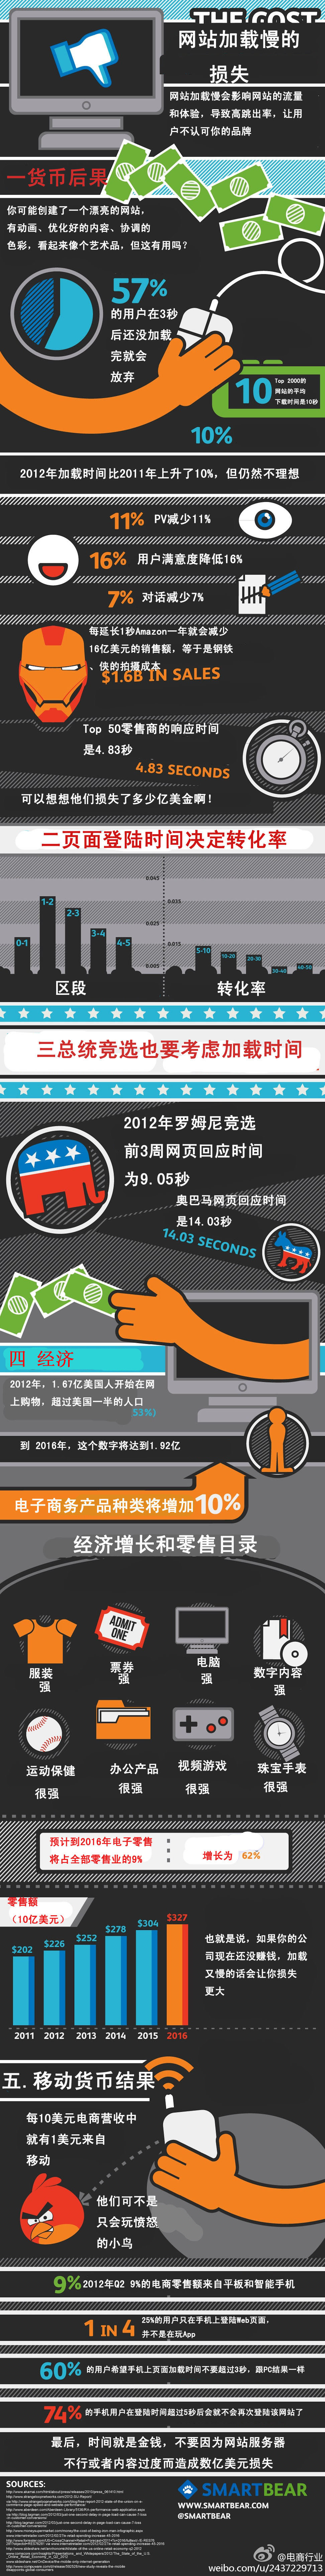 THE COST
网站加载慢的
损失
网站加载慢会影响网站的流量
和体验，导致高跳出率，让用
户不认可你的品牌
一货币后果
你可能创建了一个漂亮的网站，
有动画、优化好的内容、协调的
色彩，看起来像个艺术品，但这有用吗？
57%
的用户在3秒
后还没加载
完就会
放弃
10
Top 2000的
网站的平均
下载时间是10秒
10%
2012年加载时间比2011年上升了10%，但仍然不理想
11% PV减少11%
16% 用户满意度降低16%
7% 对话减少7%
每延长1秒Amazon一年就会减少
16亿美元的销售额，等于是钢铁
侠的拍摄成本
$1.6B IN SALES
Top 50零售商的响应时间
是4.83秒
4.83 SECONDS
可以想想他们损失了多少亿美金啊！
二页面登陆时间决定转化率
0.045
0.035
0.025
0.015
0.005
0-1
1-2
2-3
3-4
4-5
5-10
10-20
20-30
30-40
40-50
区段
转化率
三总统竞选也要考虑加载时间
2012年罗姆尼竞选
前3周网页回应时间
为9.05秒
奥巴马网页回应时间
是14.03秒
14.03 SECONDS
四 经济
2012年，1.67亿美国人开始在网
上购物，超过美国一半的人口
53%)
到 2016年，这个数字将达到1.92亿
电子商务产品种类将增加10%
经济增长和零售目录
ADMIT
ONE
服装
强
票券
强
电脑
强
数字内容
强
运动保健
很强
办公产品
很强
视频游戏
很强
珠宝手表
很强
预计到2016年电子零售
将占全部零售业的9%
增长为 62%
零售额
（10亿美元）
$202
$226
$252
$278
$304
$327
2011 2012 2013 2014 2015 2016
也就是说，如果你的公
司现在还没赚钱，加载
又慢的话会让你损失
更大
五.移动货币结果
每10美元电商营收中
就有1美元来自
移动
他们可不是
只会玩愤怒
的小鸟
9% 2012年Q2 9%的电商零售额来自平板和智能手机
1 IN 4
25%的用户只在手机上登陆Web页面，
并不是在玩App
60% 的用户希望手机上页面加载时间不要超过3秒，跟PC结果一样
74% 的手机用户在登陆时间超过5秒后会就不会再次登陆该网站了
最后，时间就是金钱，不要因为网站服务器
不行或者内容过度而造成数亿美元损失
SOURCES:
SMARTBEAR
WWW.SMARTBEAR.COM
@SMARTBEAR
@电商行业
weibo.com/u/2437229713